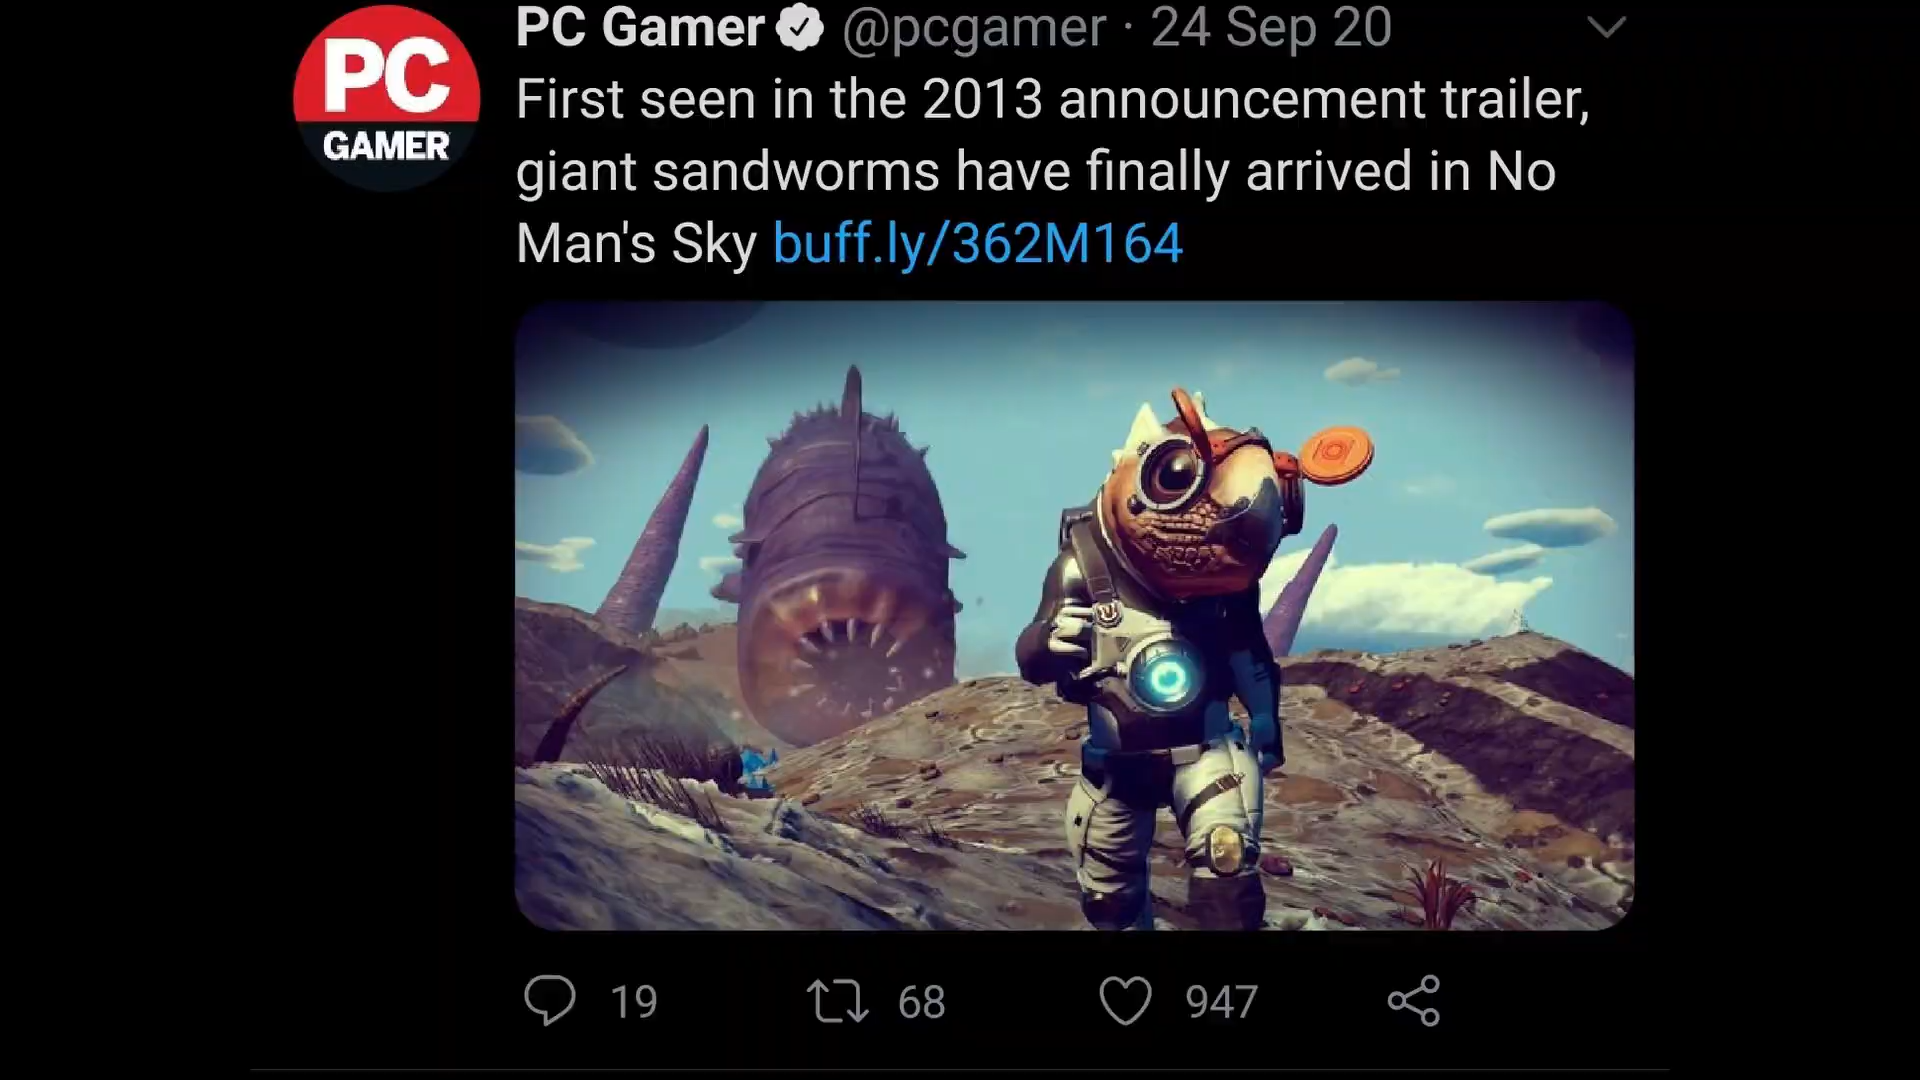 PC
GAMER
PC Gamer @pcgamer · 24 Sep 20
First seen in the 2013 announcement trailer,
giant sandworms have finally arrived in No
Man's Sky buff.ly/362M164
19 68 947